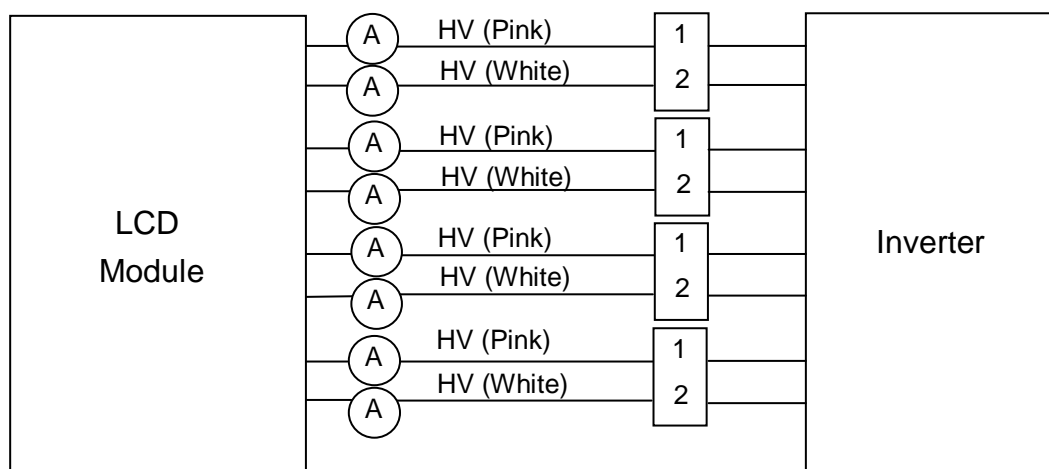 A HV (Pink) 1
A HV (White) 2
A HV (Pink) 1
A HV (White) 2
LCD
Module
A HV (Pink) 1
A HV (White) 2
Inverter
A HV (Pink) 1
A HV (White) 2